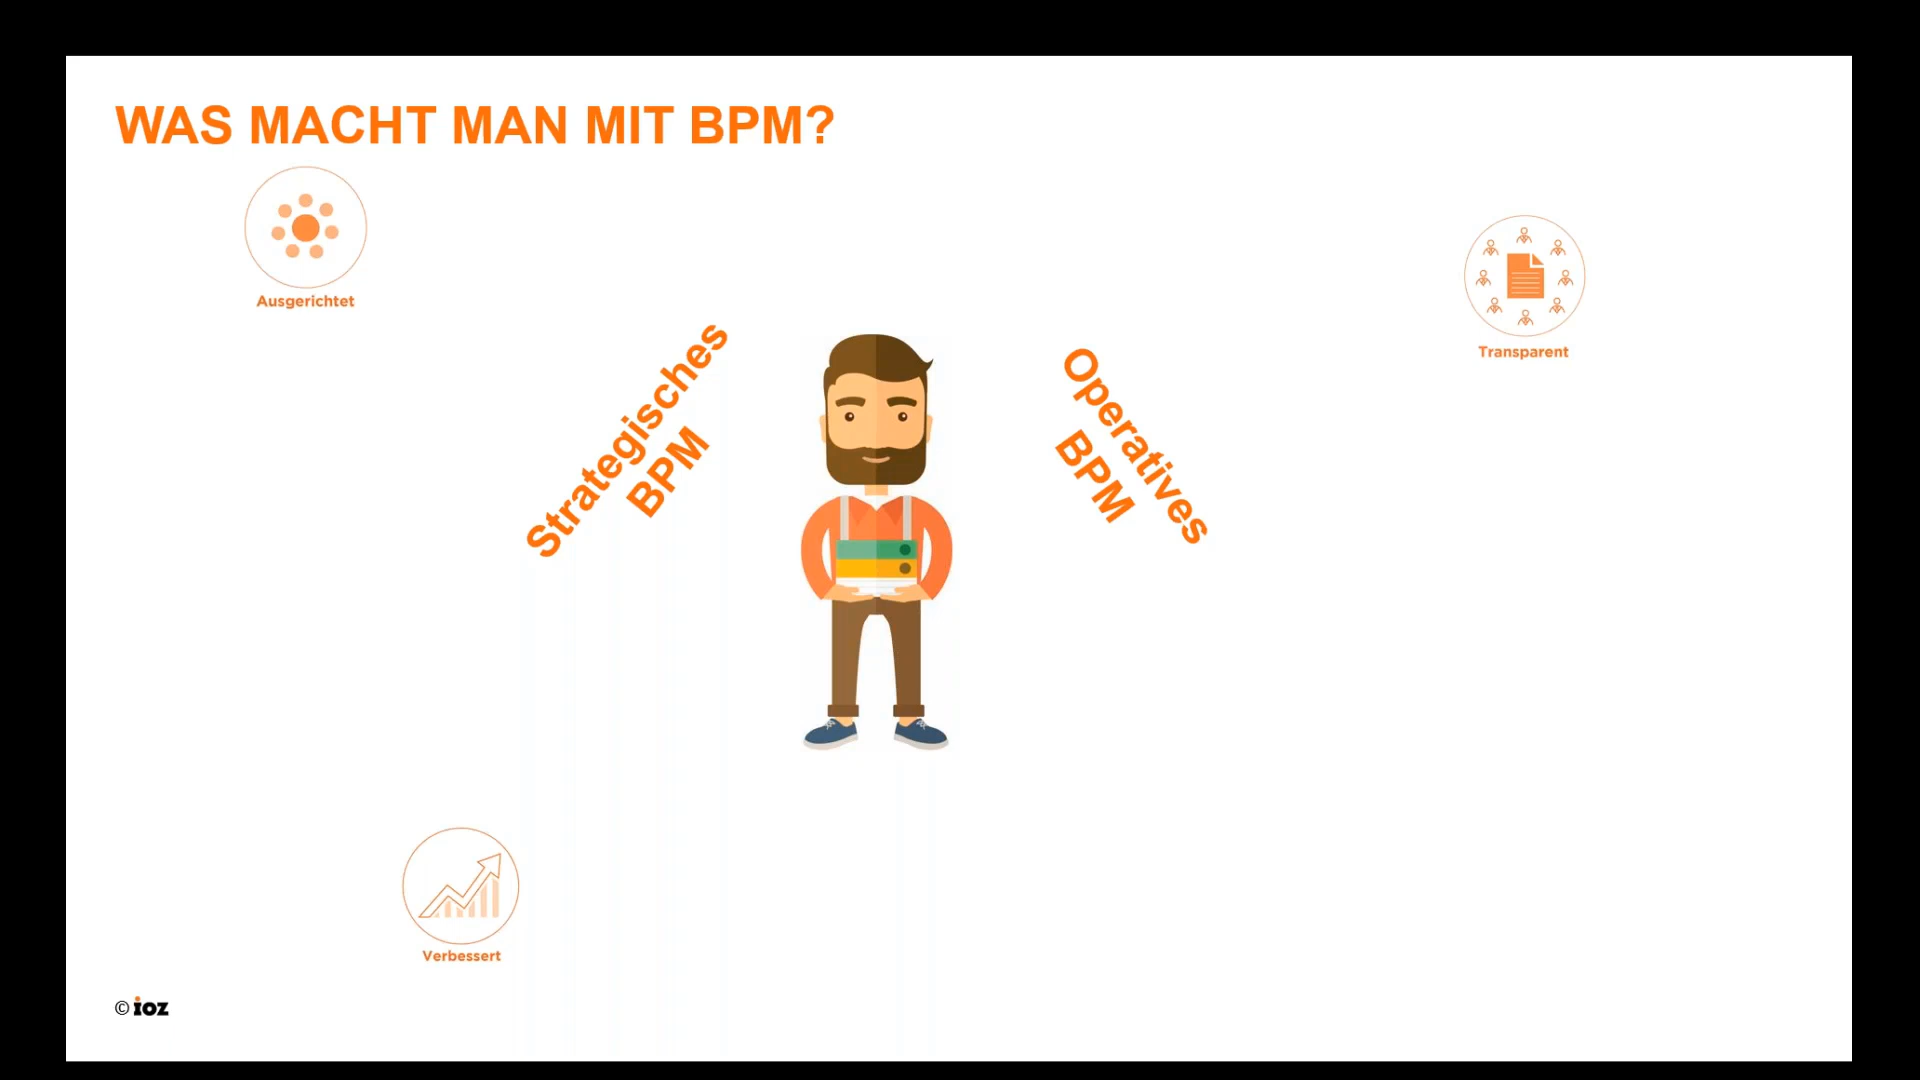 WAS MACHT MAN MIT BPM?
Ausgerichtet
Transparent
Strategisches
BPM
Operatives
BPM
Verbessert
© ioz